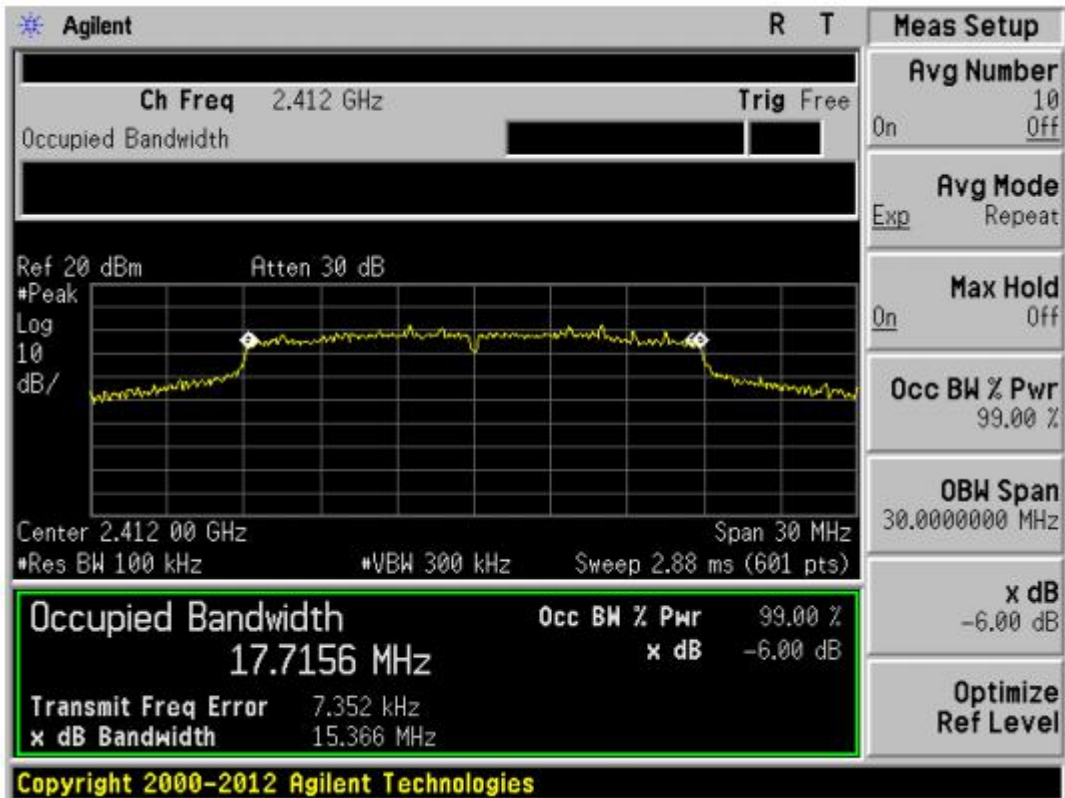 Agilent R T
Meas Setup
Ch Freq 2.412 GHz Trig Free
Occupied Bandwidth
Ref 20 dBm Atten 30 dB
#Peak
Log
10
dB/
Center 2.412 00 GHz Span 30 MHz
#Res BW 100 kHz #VBW 300 kHz Sweep 2.88 ms (601 pts)
Occupied Bandwidth
17.7156 MHz
Occ BW % Pwr 99.00 %
x dB -6.00 dB
Transmit Freq Error 7.352 kHz
x dB Bandwidth 15.366 MHz
Avg Number
10
On Off
Avg Mode
Exp Repeat
Max Hold
On Off
Occ BW % Pwr
99.00 %
OBW Span
30.0000000 MHz
x dB
-6.00 dB
Optimize
Ref Level
Copyright 2000-2012 Agilent Technologies